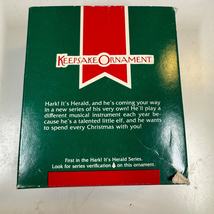 KEEPSAKE ORNAMENT
Hark! It's Herald, and he's coming your way
in a new series of his very own! He'll play a
different musical instrument each year be-
cause he's a talented little elf, and he wants
to spend every Christmas with you!
First in the Hark! It's Herald Series.
Look for series verification on this ornament.